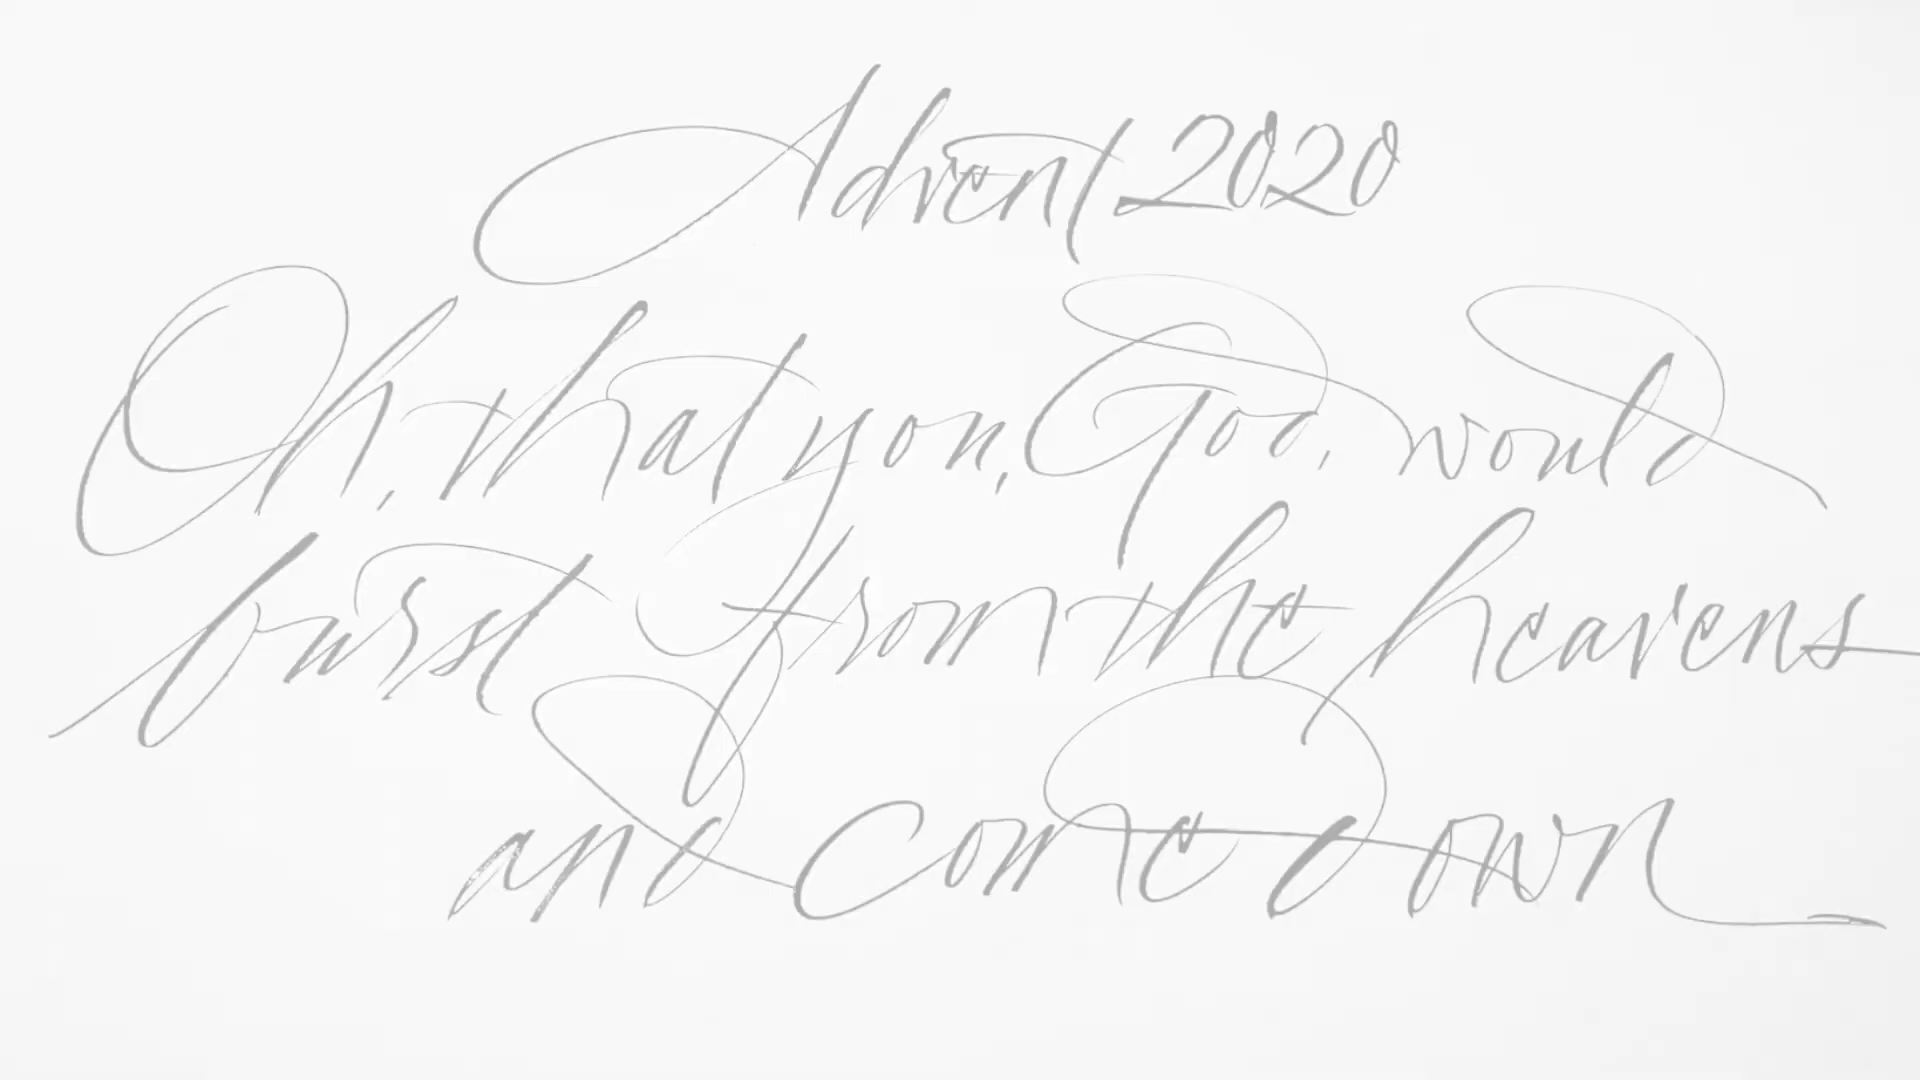 Advent 2020
Oh, that you, God, would
burst from the heavens
and come down